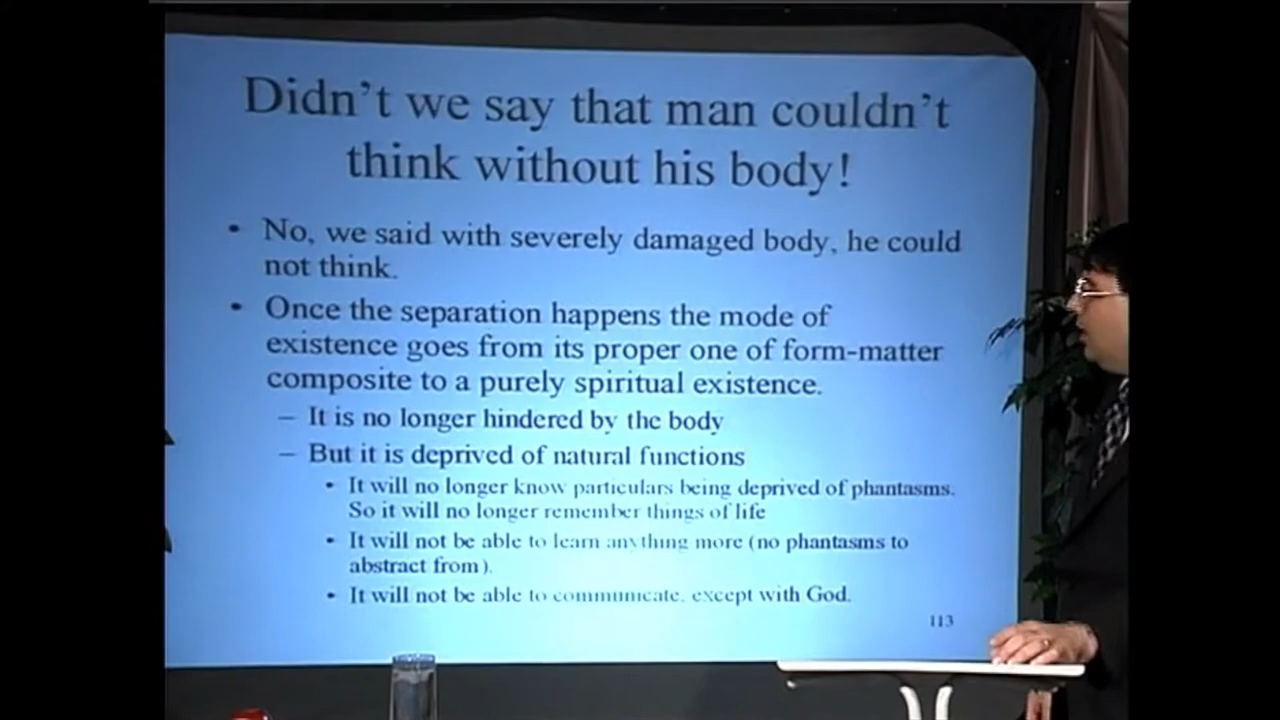 Didn't we say that man couldn't
think without his body!
• No, we said with severely damaged body, he could
not think.
• Once the separation happens the mode of
existence goes from its proper one of form-matter
composite to a purely spiritual existence.
– It is no longer hindered by the body
– But it is deprived of natural functions
• It will no longer know particulars being deprived of phantasms.
So it will no longer remember things of life
• It will not be able to learn anything more (no phantasms to
abstract from).
• It will not be able to communicate, except with God.
113